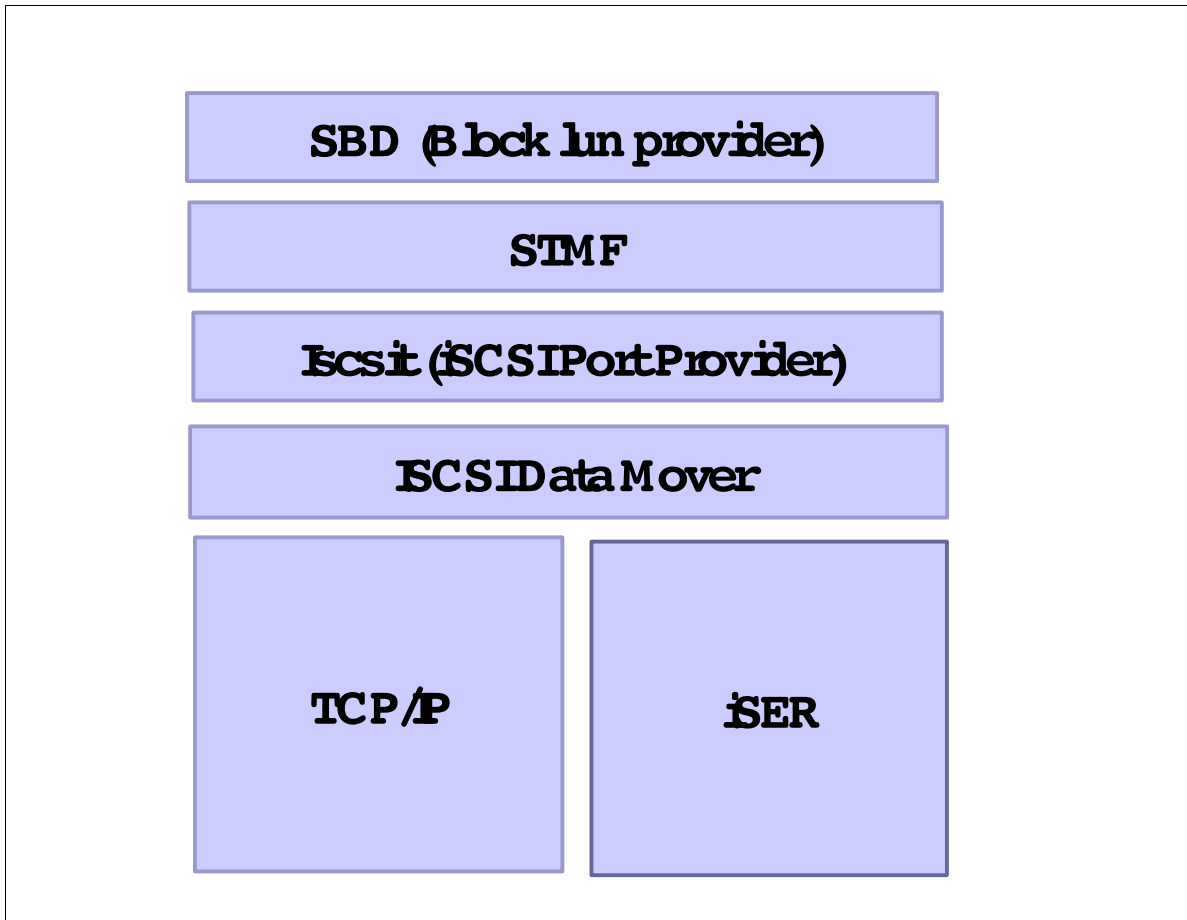 SBD (Block lun provider)
STMF
Iscsit (iSCSI Port Provider)
ISCSI Data Mover
TCP/IP
iSER